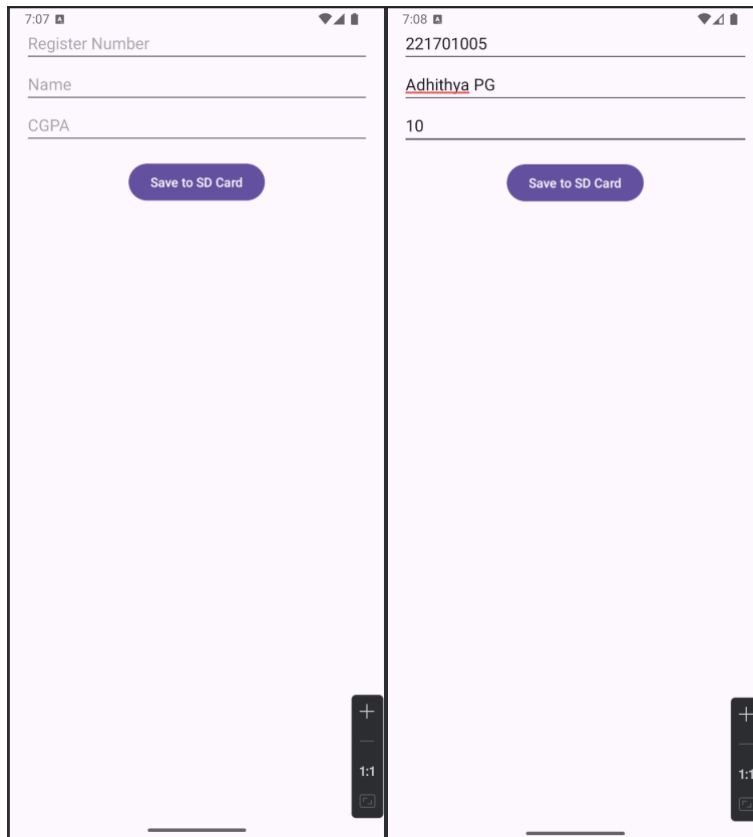 7:07
Register Number
Name
CGPA
Save to SD Card
1:1
7:08
221701005
Adhithya PG
10
Save to SD Card
1:1